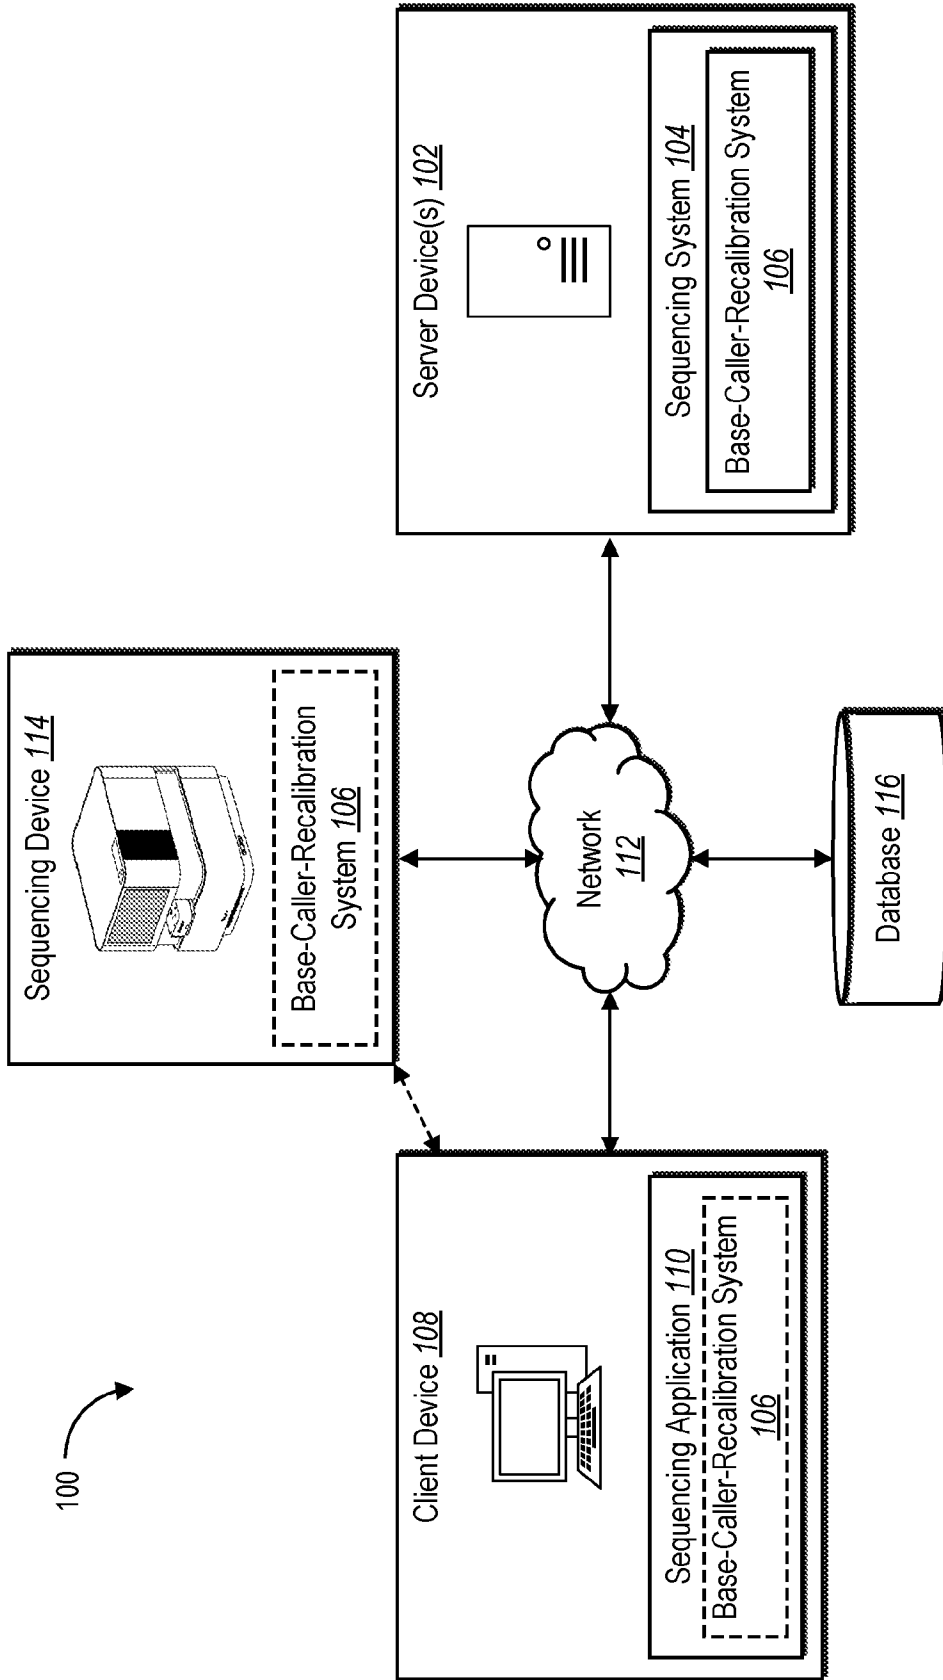 100
Sequencing Device 114
Base-Caller-Recalibration
System 106
Client Device 108
Sequencing Application 110
Base-Caller-Recalibration System
106
Network
112
Server Device(s) 102
Sequencing System 104
Base-Caller-Recalibration System
106
Database 116